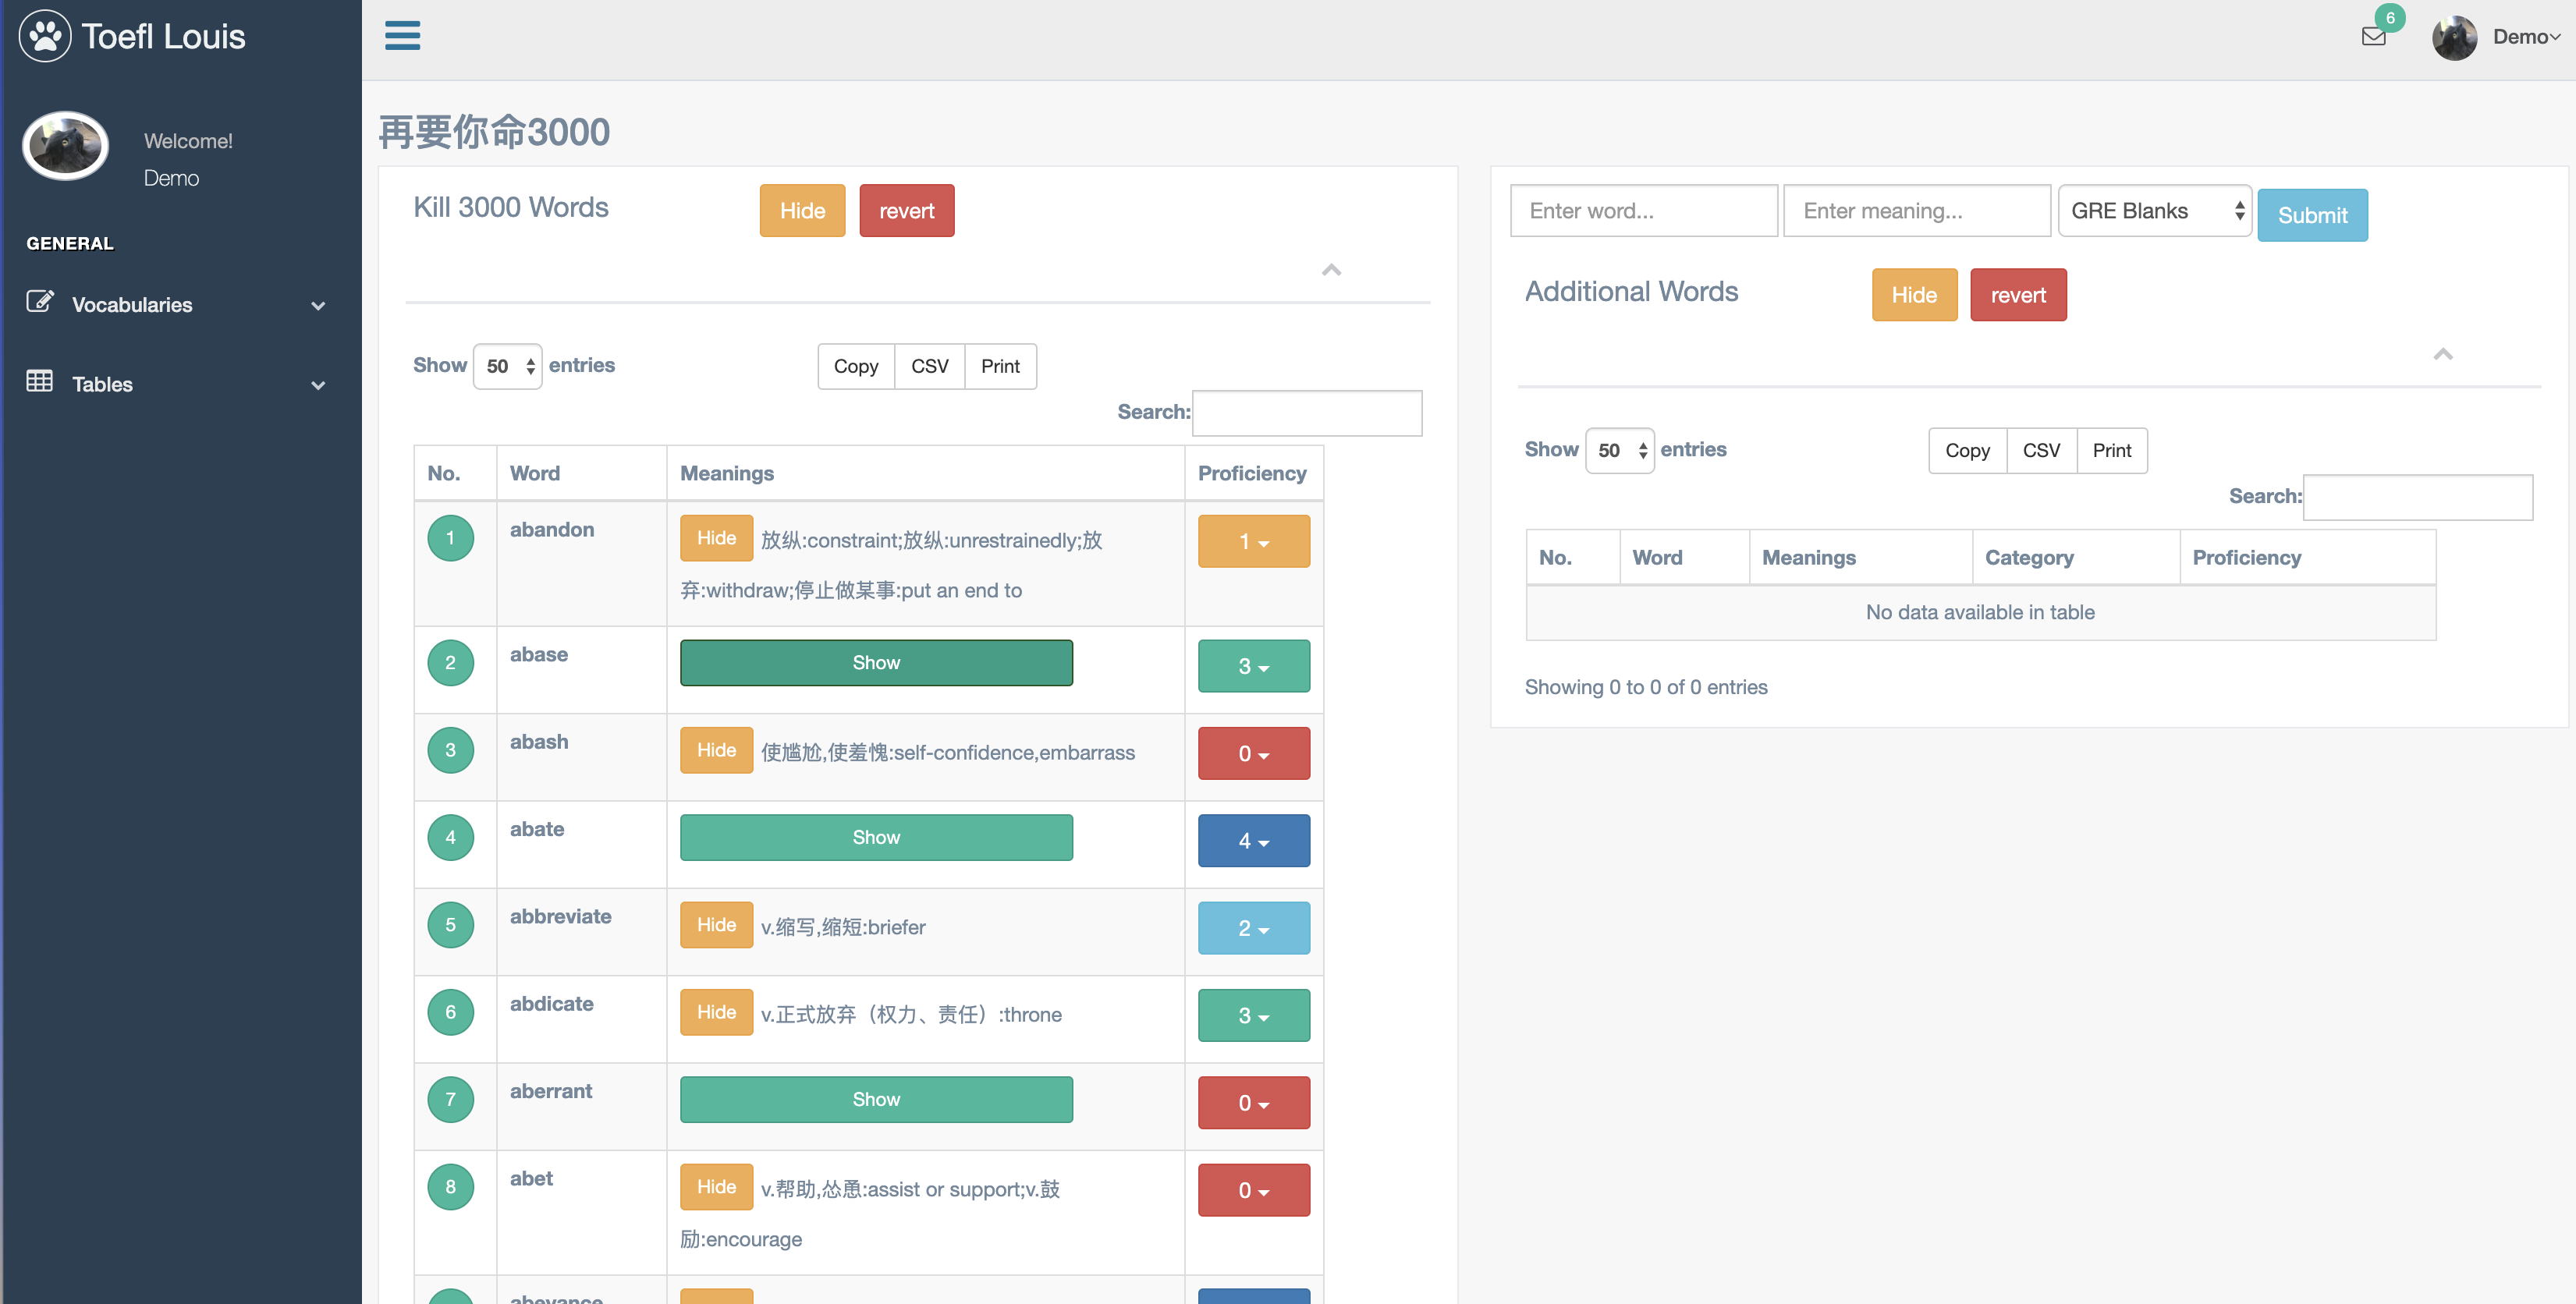 Toefl Louis
6
Demo
Welcome!
Demo
GENERAL
Vocabularies
Tables
再要你命3000
Kill 3000 Words
Hide
revert
Show 50 entries
Copy
CSV
Print
Search:
No.
Word
Meanings
Proficiency
1
abandon
Hide
放纵:constraint;放纵:unrestrainedly;放
弃:withdraw;停止做某事:put an end to
1
2
abase
Show
3
3
abash
Hide
使尴尬,使羞愧:self-confidence,embarrass
0
4
abate
Show
4
5
abbreviate
Hide
v.缩写,缩短:briefer
2
6
abdicate
Hide
v.正式放弃（权力、责任）:throne
3
7
aberrant
Show
0
8
abet
Hide
v.帮助,怂恿:assist or support;v.鼓
励:encourage
0
abeyance
Enter word...
Enter meaning...
GRE Blanks
Submit
Additional Words
Hide
revert
Show 50 entries
Copy
CSV
Print
Search:
No.
Word
Meanings
Category
Proficiency
No data available in table
Showing 0 to 0 of 0 entries